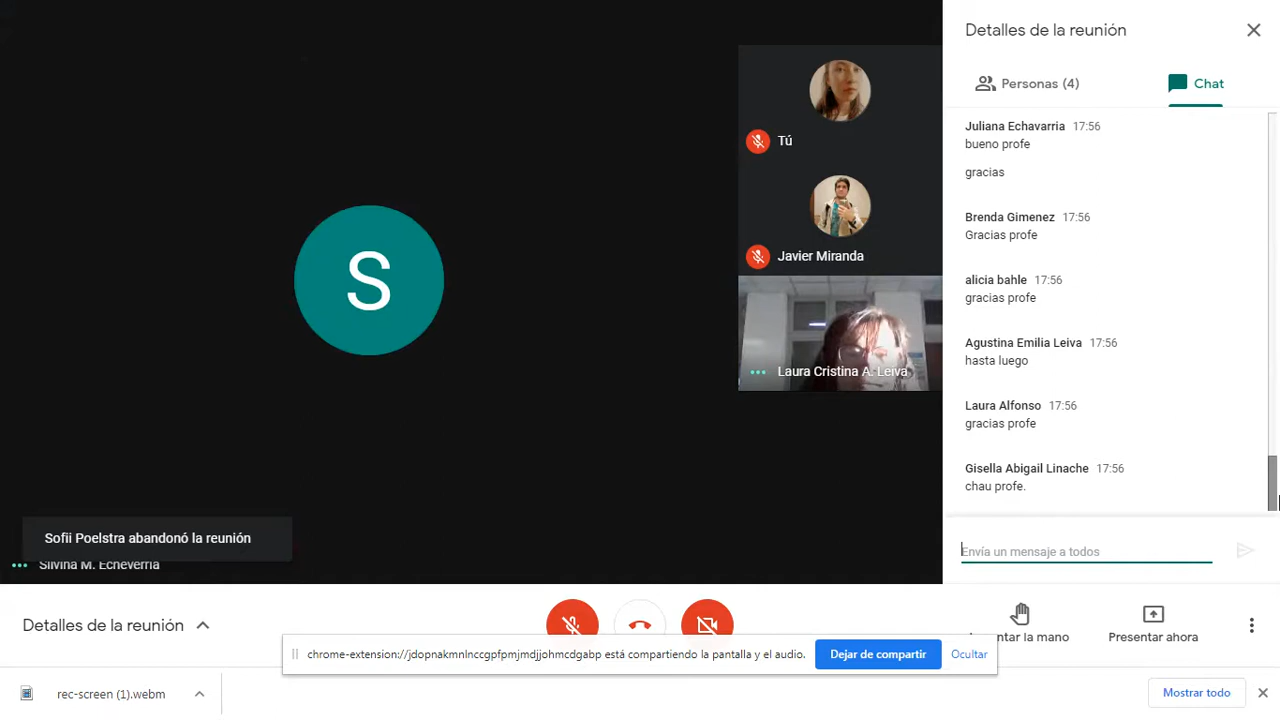 S
Sofii Poelstra abandonó la reunión
Silvina M. Echeverria
Tú
Javier Miranda
Laura Cristina A. Leiva
Detalles de la reunión
Personas (4)
Chat
Juliana Echavarria 17:56
bueno profe
gracias
Brenda Gimenez 17:56
Gracias profe
alicia bahle 17:56
gracias profe
Agustina Emilia Leiva 17:56
hasta luego
Laura Alfonso 17:56
gracias profe
Gisella Abigail Linache 17:56
chau profe.
Envía un mensaje a todos
Detalles de la reunión
ntar la mano
Presentar ahora
chrome-extension://jdopnakmnlnccgpfpmjmdjjohmcdgabp está compartiendo la pantalla y el audio.
Dejar de compartir
Ocultar
rec-screen (1).webm
Mostrar todo